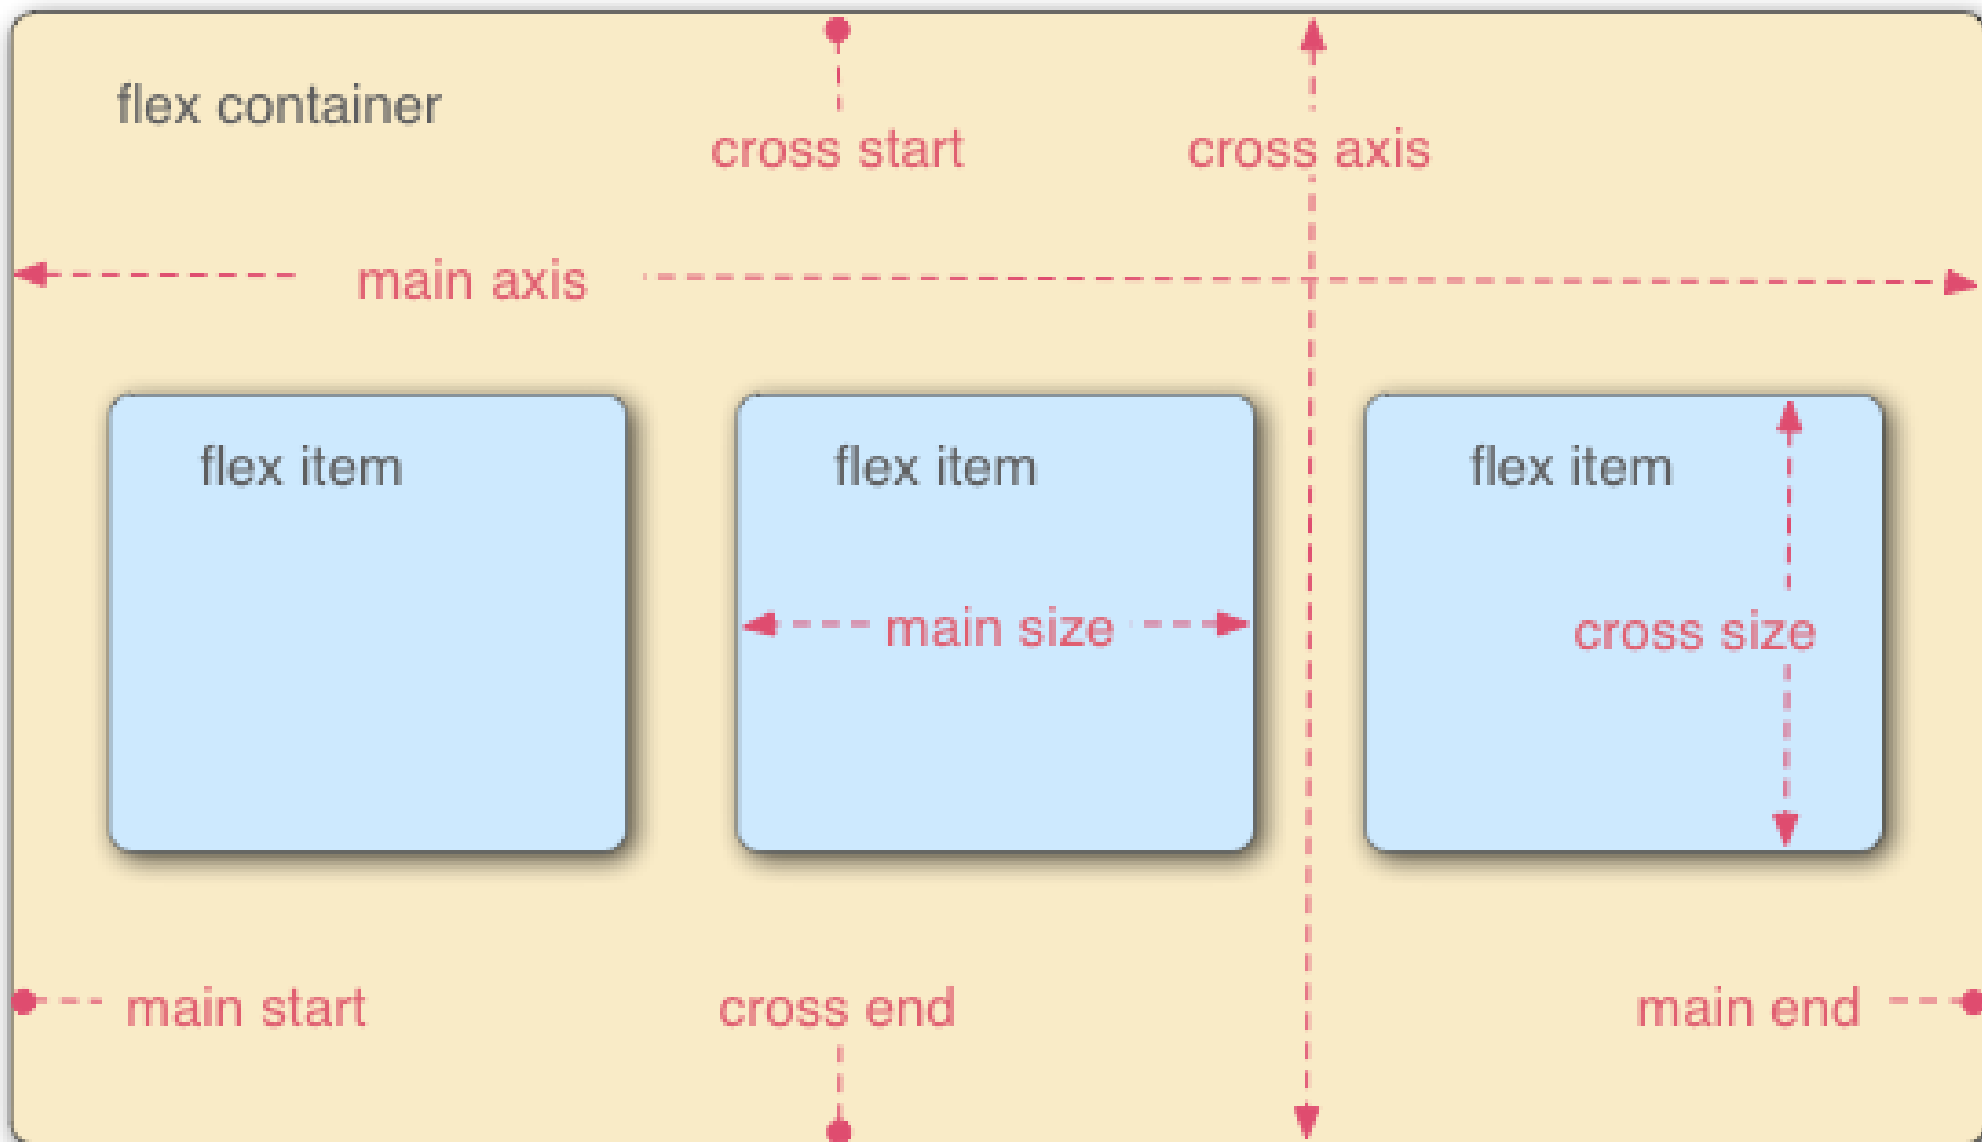 flex container
cross start
cross axis
main axis
flex item
flex item
flex item
main size
cross size
main start
cross end
main end